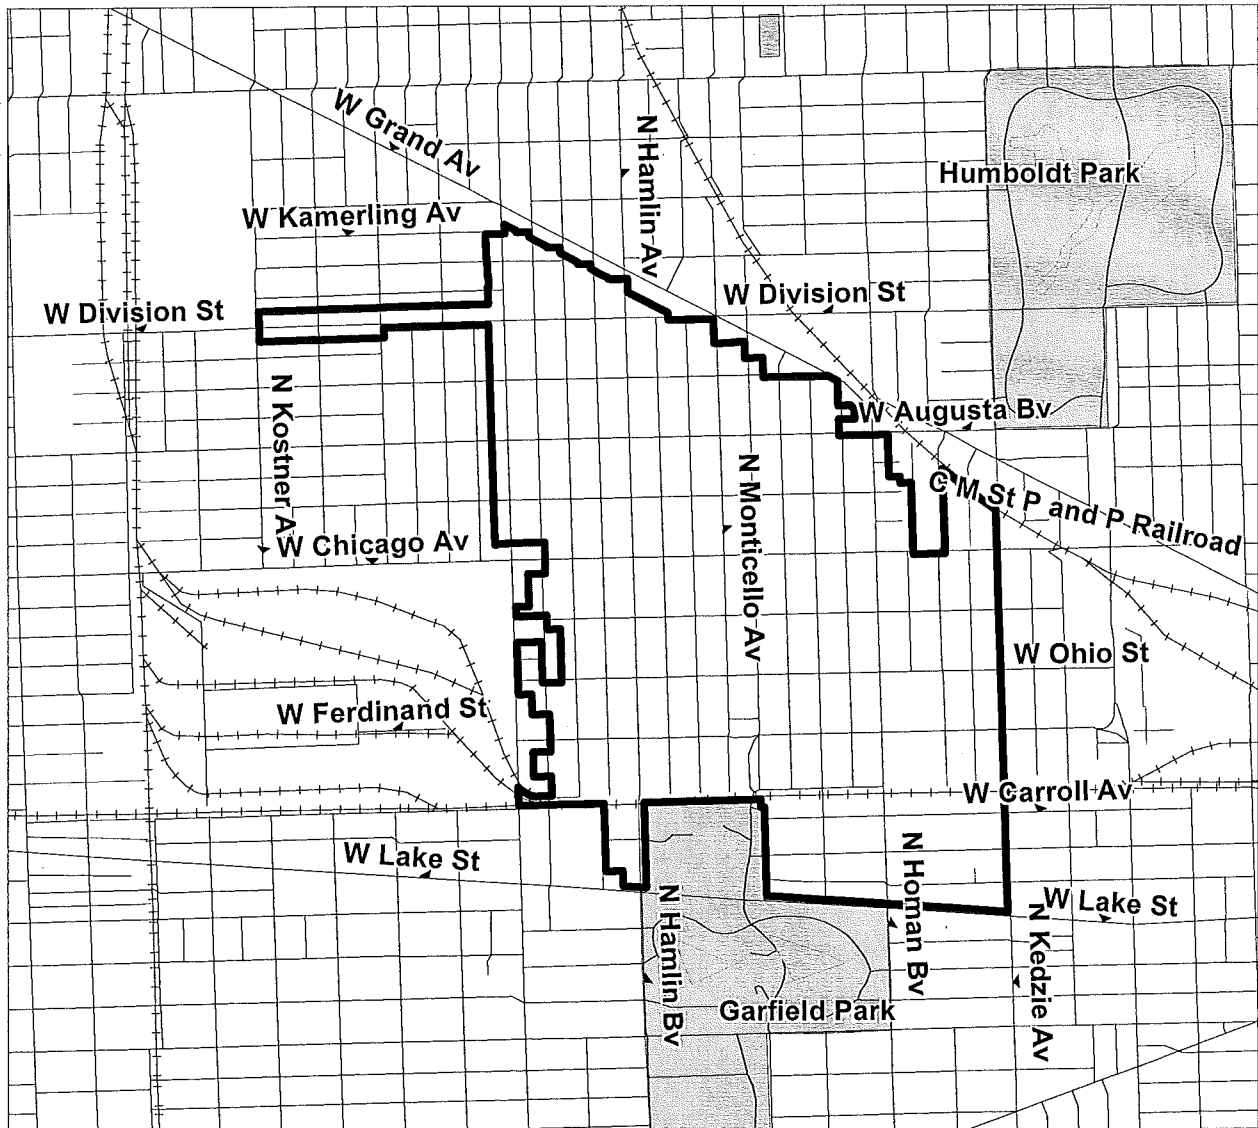 W Grand Av
N Hamlin Av
Humboldt Park
W Kamerling Av
W Division St
W Division St
N Kostner A
W Augusta Bv
N Monticello Av
C M St P and P Railroad
W Chicago Av
W Ohio St
W Ferdinand St
W Carroll Av
W Lake St
N Homan Bv
N Hamlin Bv
W Lake St
N Kedzie Av
Garfield Park